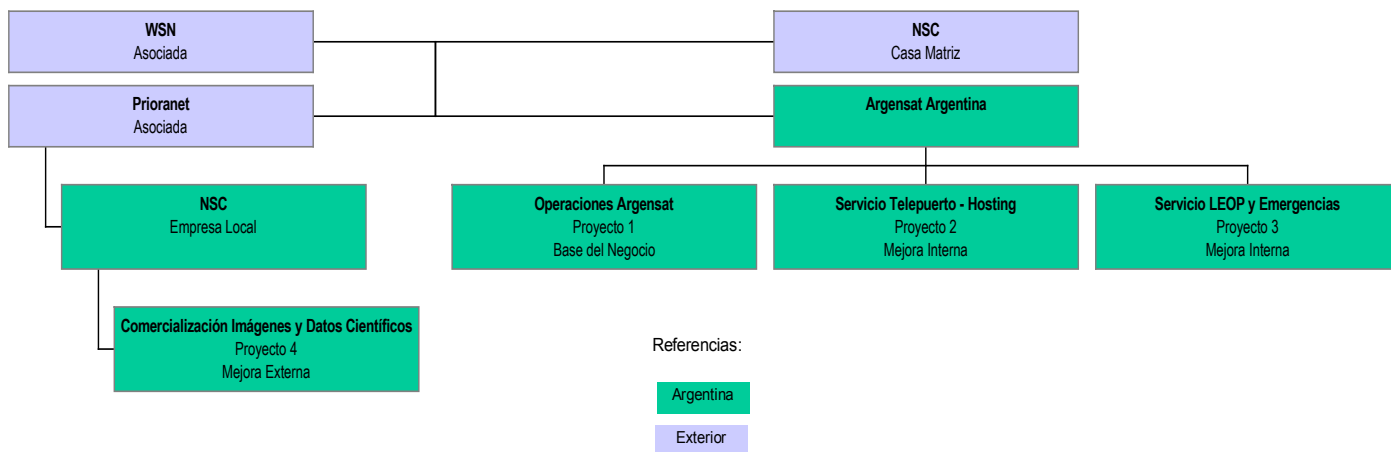 WSN
Asociada
NSC
Casa Matriz
Prioranet
Asociada
Argensat Argentina
NSC
Empresa Local
Operaciones Argensat
Proyecto 1
Base del Negocio
Servicio Telepuerto - Hosting
Proyecto 2
Mejora Interna
Servicio LEOP y Emergencias
Proyecto 3
Mejora Interna
Comercialización Imágenes y Datos Científicos
Proyecto 4
Mejora Externa
Referencias:
Argentina
Exterior